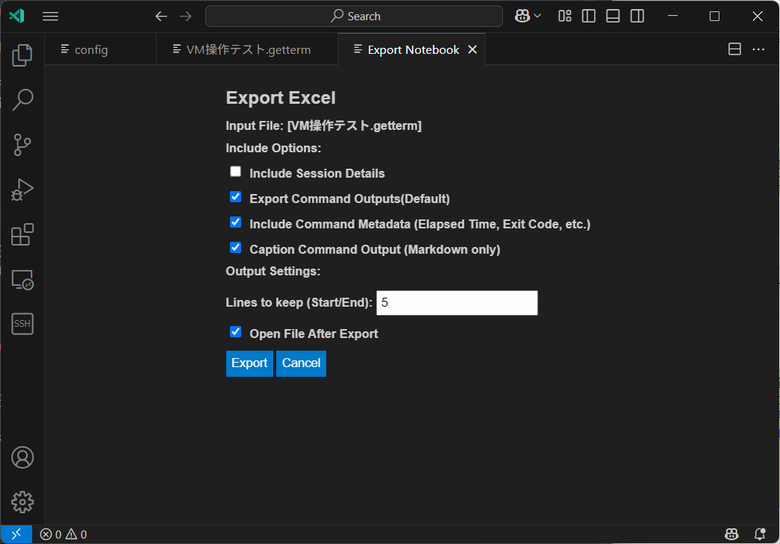 Search
config
VM操作テスト.getterm
Export Notebook
Export Excel
Input File: [VM操作テスト.getterm]
Include Options:
Include Session Details
Export Command Outputs(Default)
Include Command Metadata (Elapsed Time, Exit Code, etc.)
Caption Command Output (Markdown only)
Output Settings:
Lines to keep (Start/End): 5
Open File After Export
Export Cancel
SSH
0 0